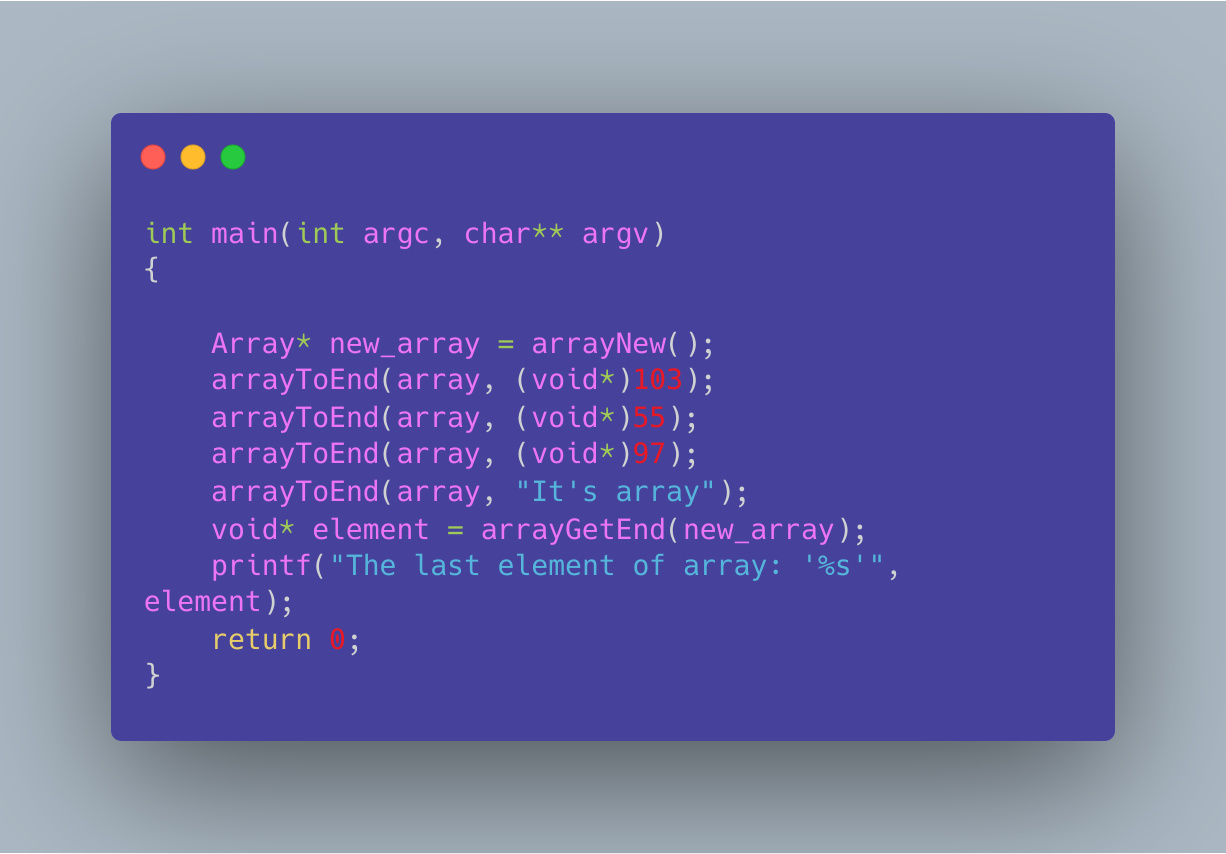 int main(int argc, char** argv)
{
    Array* new_array = arrayNew();
    arrayToEnd(array, (void*)103);
    arrayToEnd(array, (void*)55);
    arrayToEnd(array, (void*)97);
    arrayToEnd(array, "It's array");
    void* element = arrayGetEnd(new_array);
    printf("The last element of array: '%s'",
element);
    return 0;
}